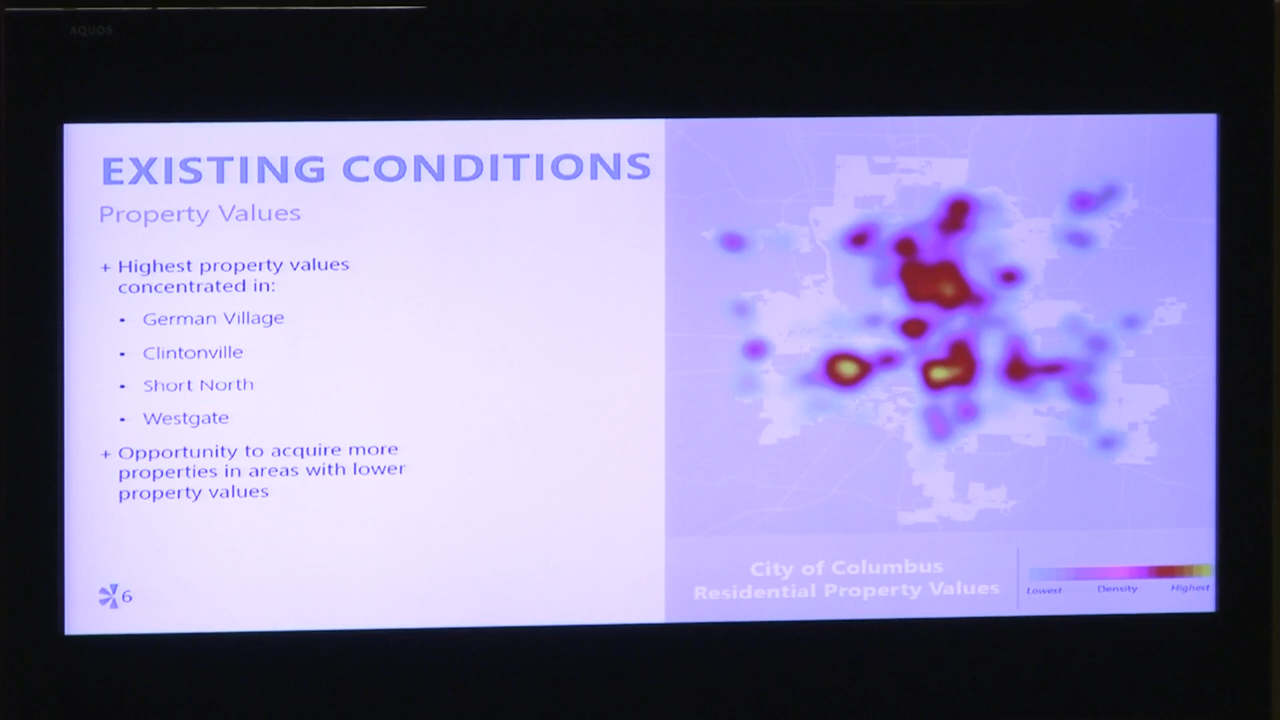 AQUOS
EXISTING CONDITIONS
Property Values
+ Highest property values
concentrated in:
• German Village
• Clintonville
• Short North
• Westgate
+ Opportunity to acquire more
properties in areas with lower
property values
6
City of Columbus
Residential Property Values
Lowest Density Highest